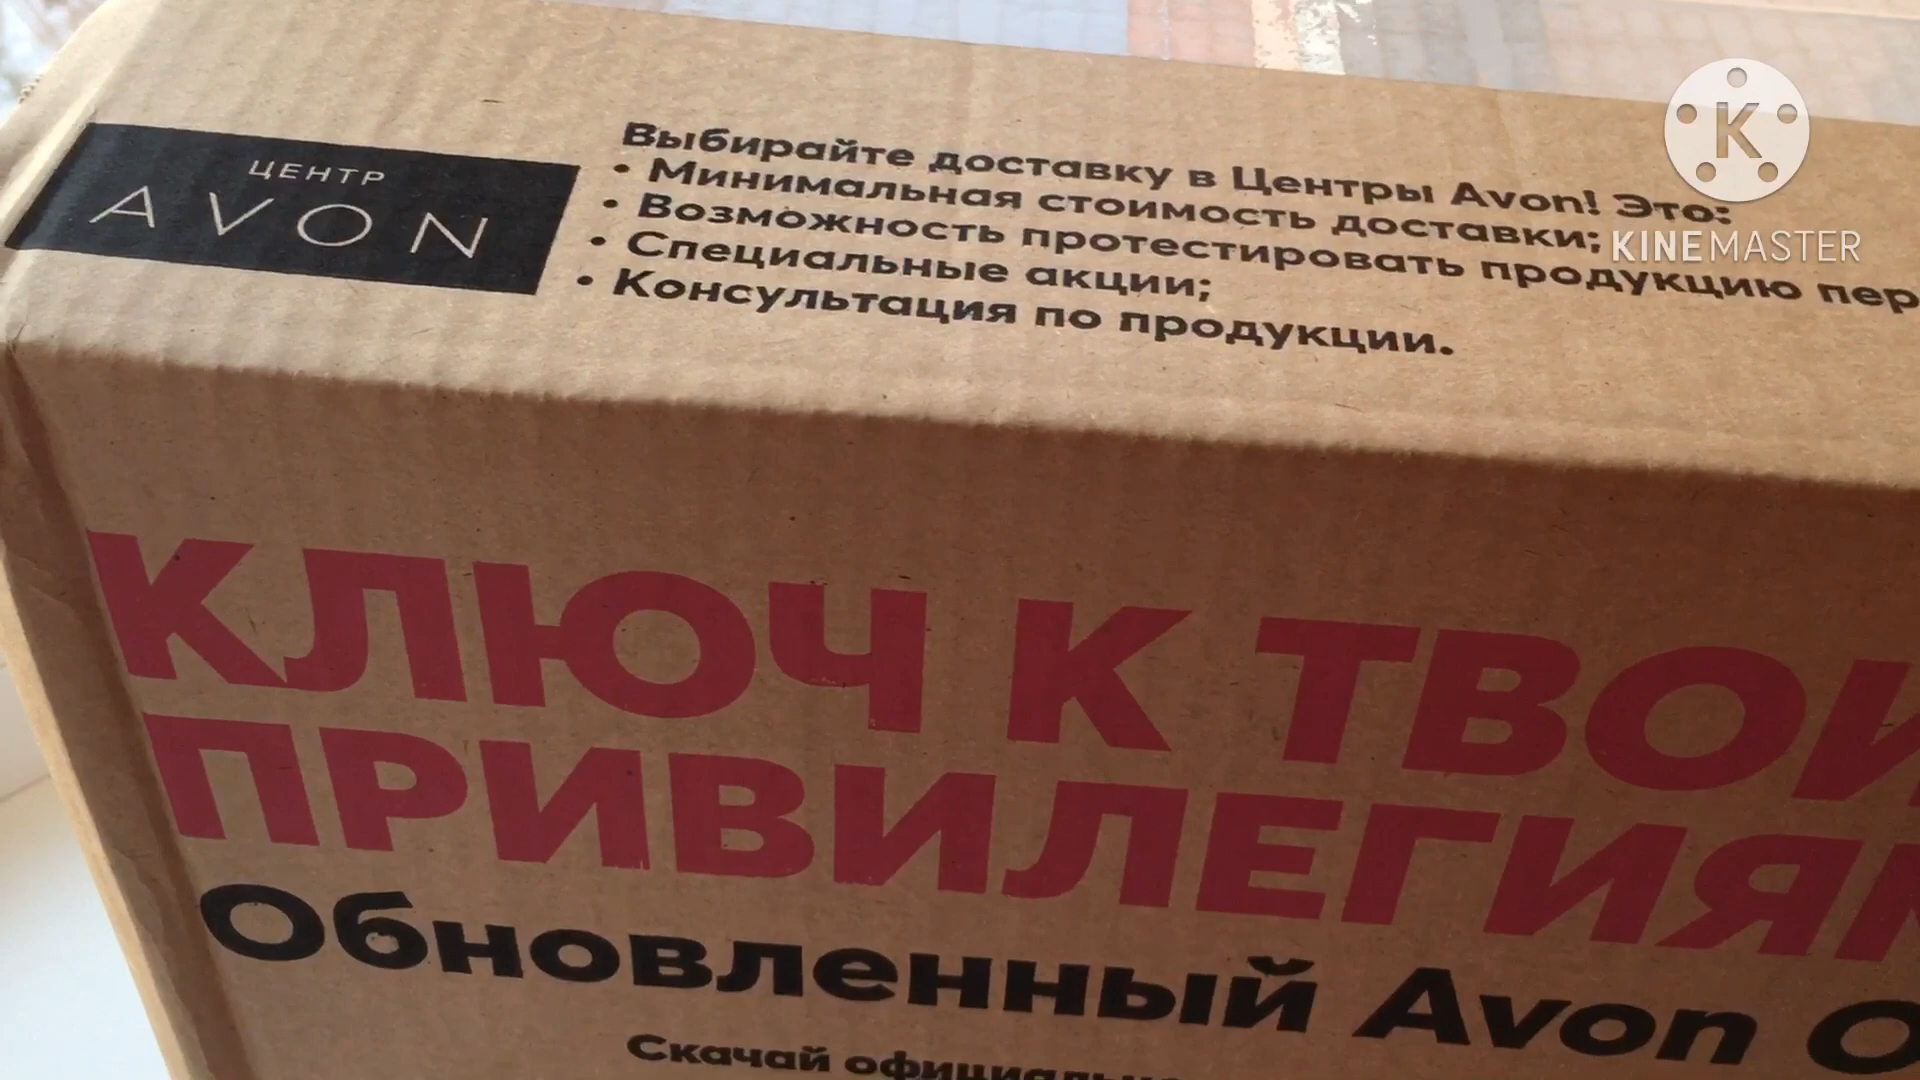 ЦЕНТР
AVON
Выбирайте доставку в Центры Avon! Это:
• Минимальная стоимость доставки;
• Возможность протестировать продукцию
• Специальные акции;
• Консультация по продукции.
K
KINEMASTER
КЛЮЧ К
ПРИВИЛЕГИЯ
Обновленный Avon
Скачай